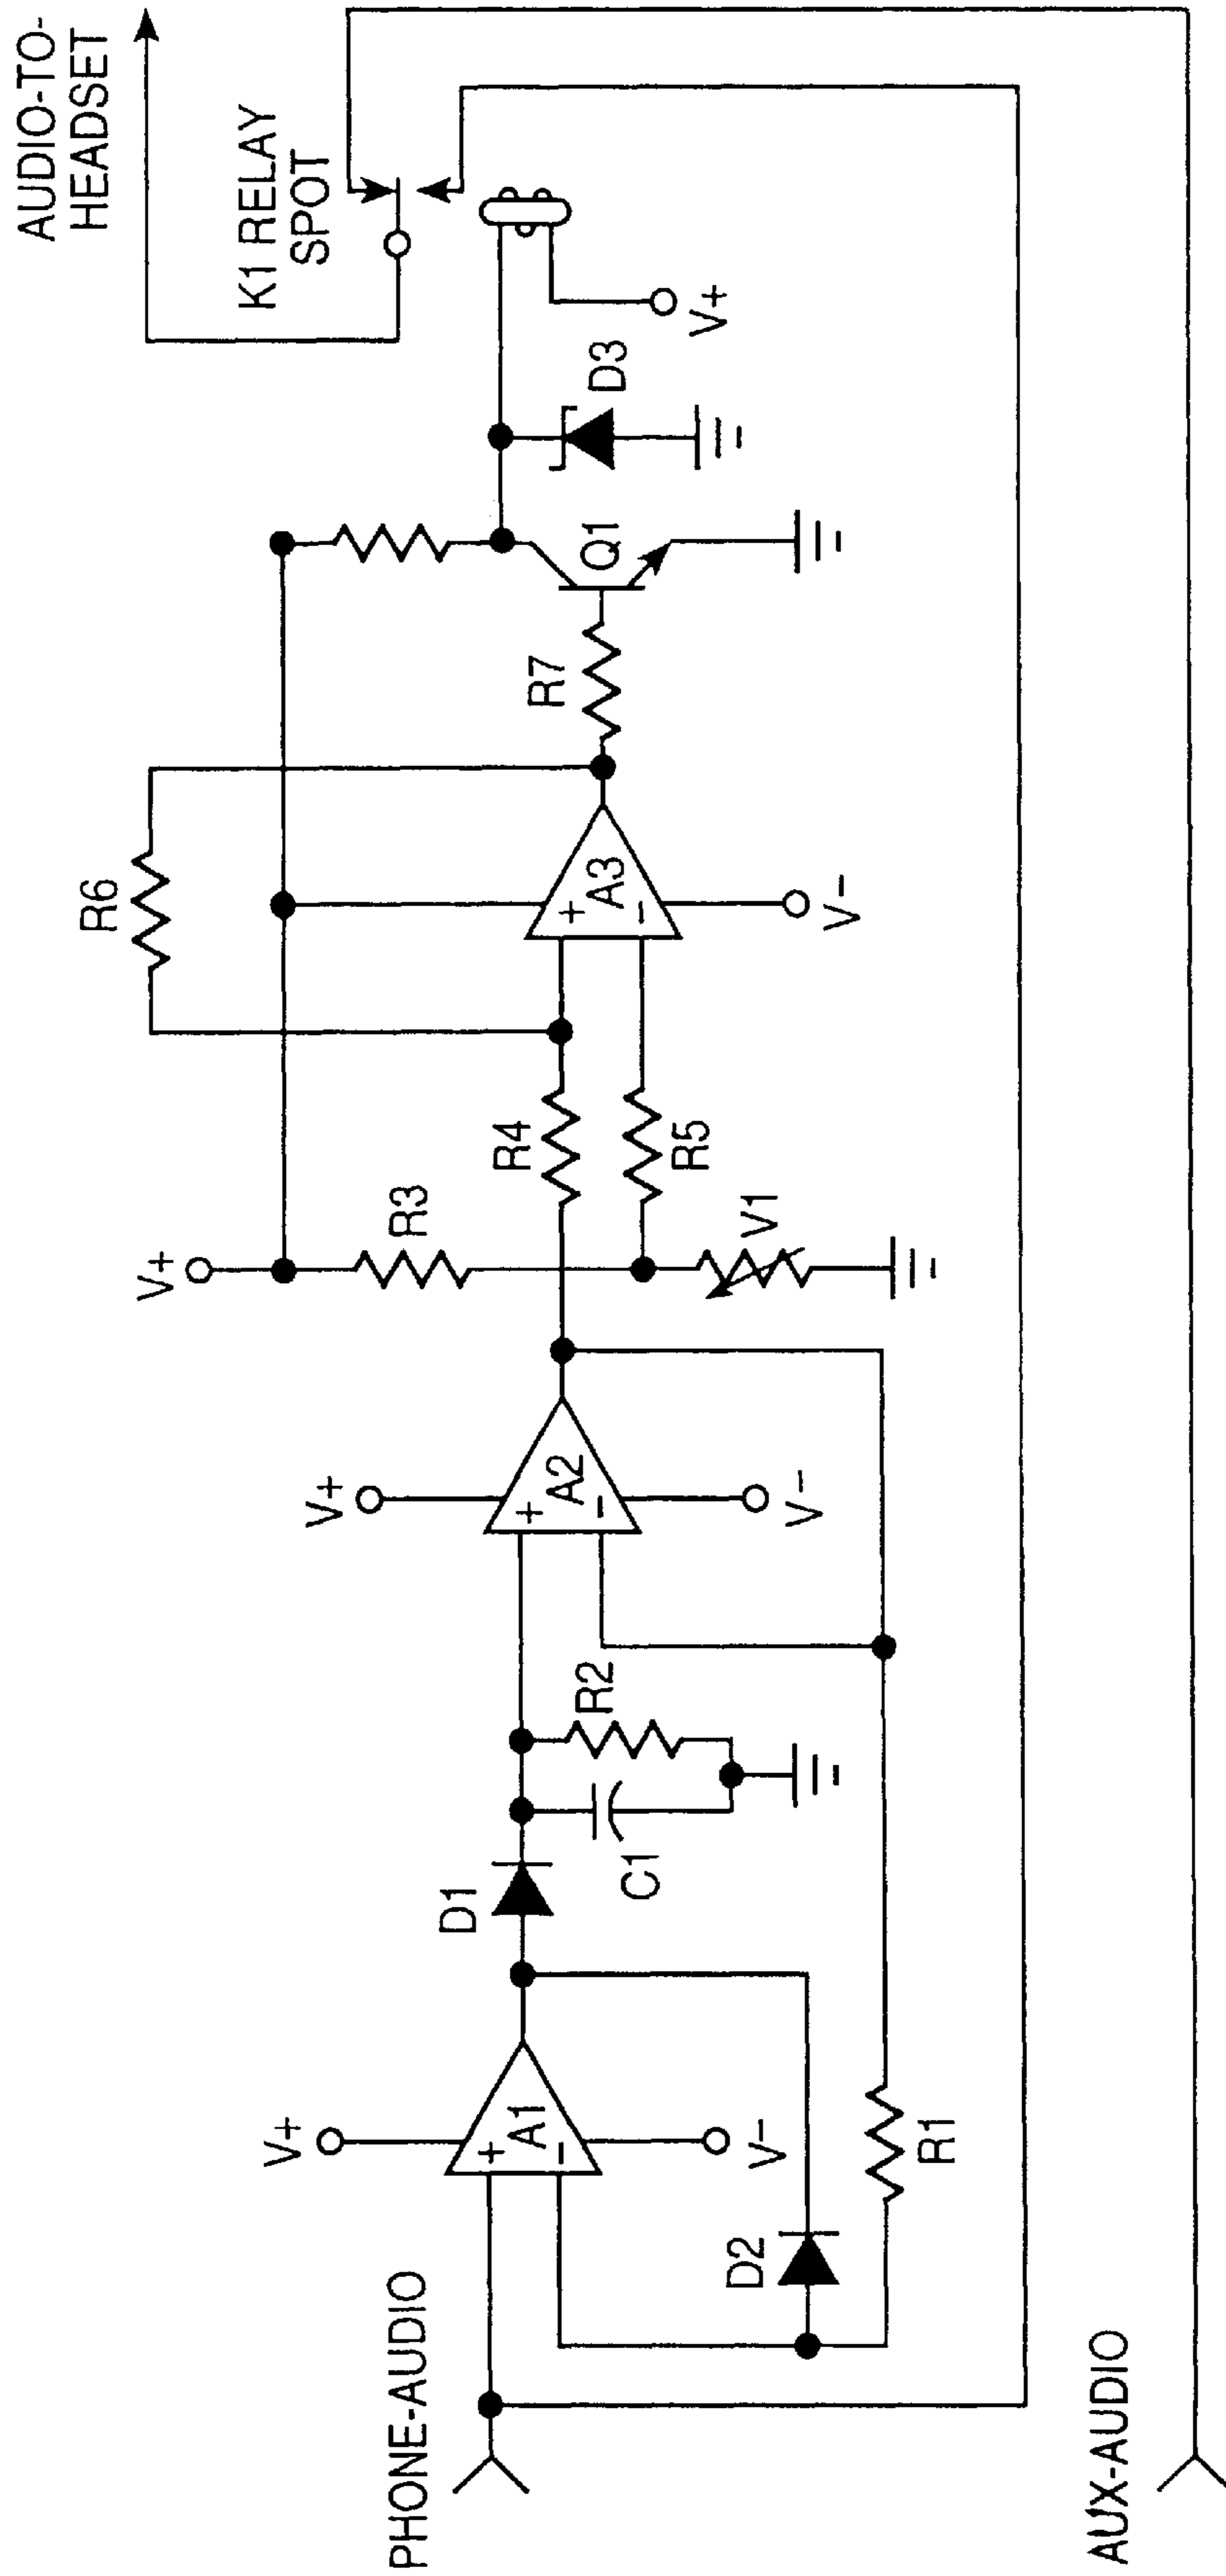 AUDIO-TO-
HEADSET
K1 RELAY
SPOT
R6
V+
R3
R4
R5
V1
+
A3
-
V-
R7
Q1
D3
V+
V+
+
A2
-
V-
V+
+
A1
-
V-
D1
C1
R2
D2
R1
PHONE-AUDIO
AUX-AUDIO